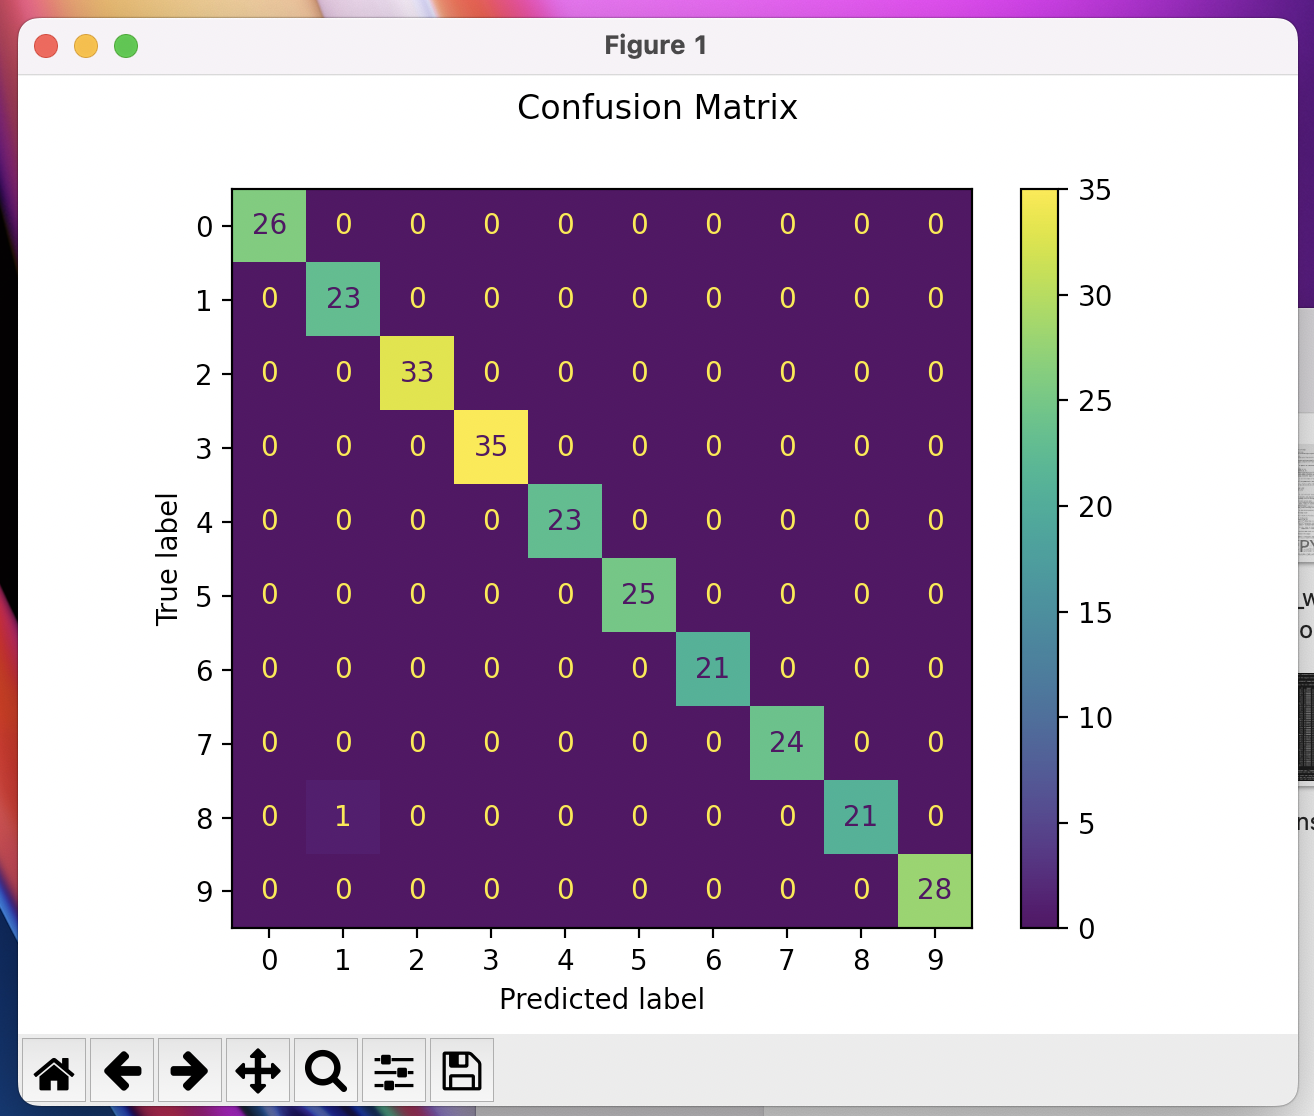 Figure 1
Confusion Matrix
0 26 0 0 0 0 0 0 0 0 0
1 0 23 0 0 0 0 0 0 0 0
2 0 0 33 0 0 0 0 0 0 0
3 0 0 0 35 0 0 0 0 0 0
4 0 0 0 0 23 0 0 0 0 0
5 0 0 0 0 0 25 0 0 0 0
6 0 0 0 0 0 0 21 0 0 0
7 0 0 0 0 0 0 0 24 0 0
8 0 1 0 0 0 0 0 0 21 0
9 0 0 0 0 0 0 0 0 0 28
0 1 2 3 4 5 6 7 8 9
True label
Predicted label
35
30
25
20
15
10
5
0